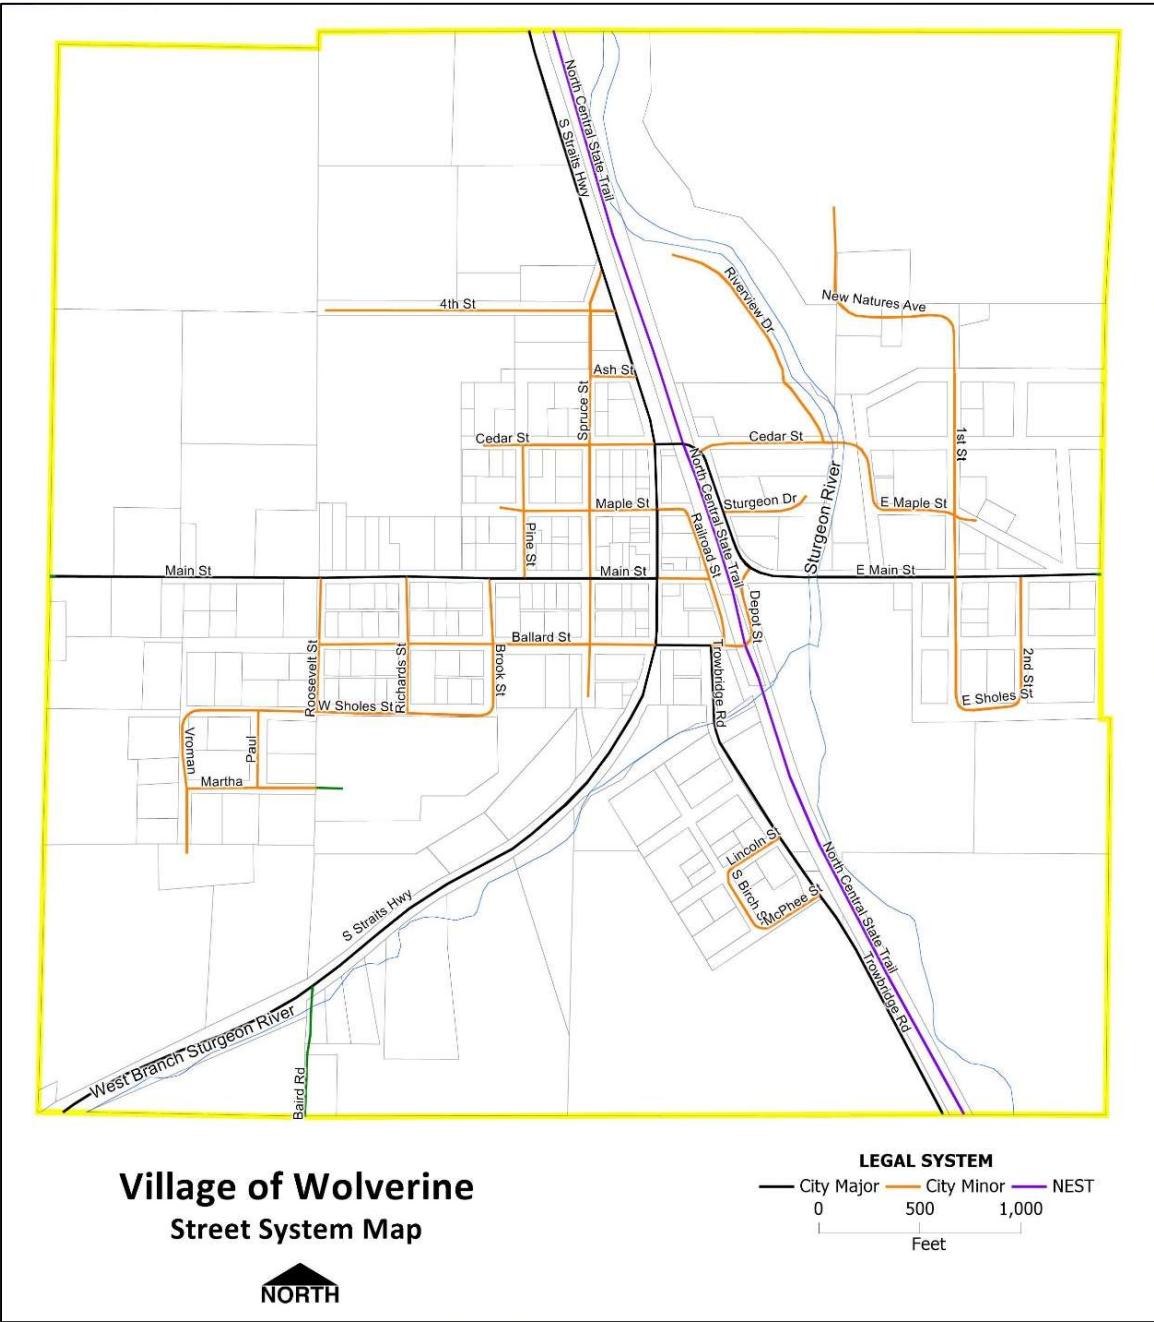 North Central State Trail
S Straits Hwy
4th St
Riverview Dr
New Natures Ave
Ash St
Spruce St
Cedar St
Cedar St
1st St
North Central State Trail
Sturgeon River
Maple St
Sturgeon Dr
E Maple St
Pine St
Railroad St
Main St
Main St
E Main St
Depot St
Ballard St
Roosevelt St
Richards St
Brook St
Trowbridge Rd
2nd St
E Sholes St
W Sholes St
Vroman
Paul
Martha
Lincoln St
S Birch S
McPhee St
S Straits Hwy
North Central State Trail
Trowbridge Rd
West Branch Sturgeon River
Baird Rd
Village of Wolverine
Street System Map
NORTH
LEGAL SYSTEM
City Major City Minor NEST
0 500 1,000
Feet